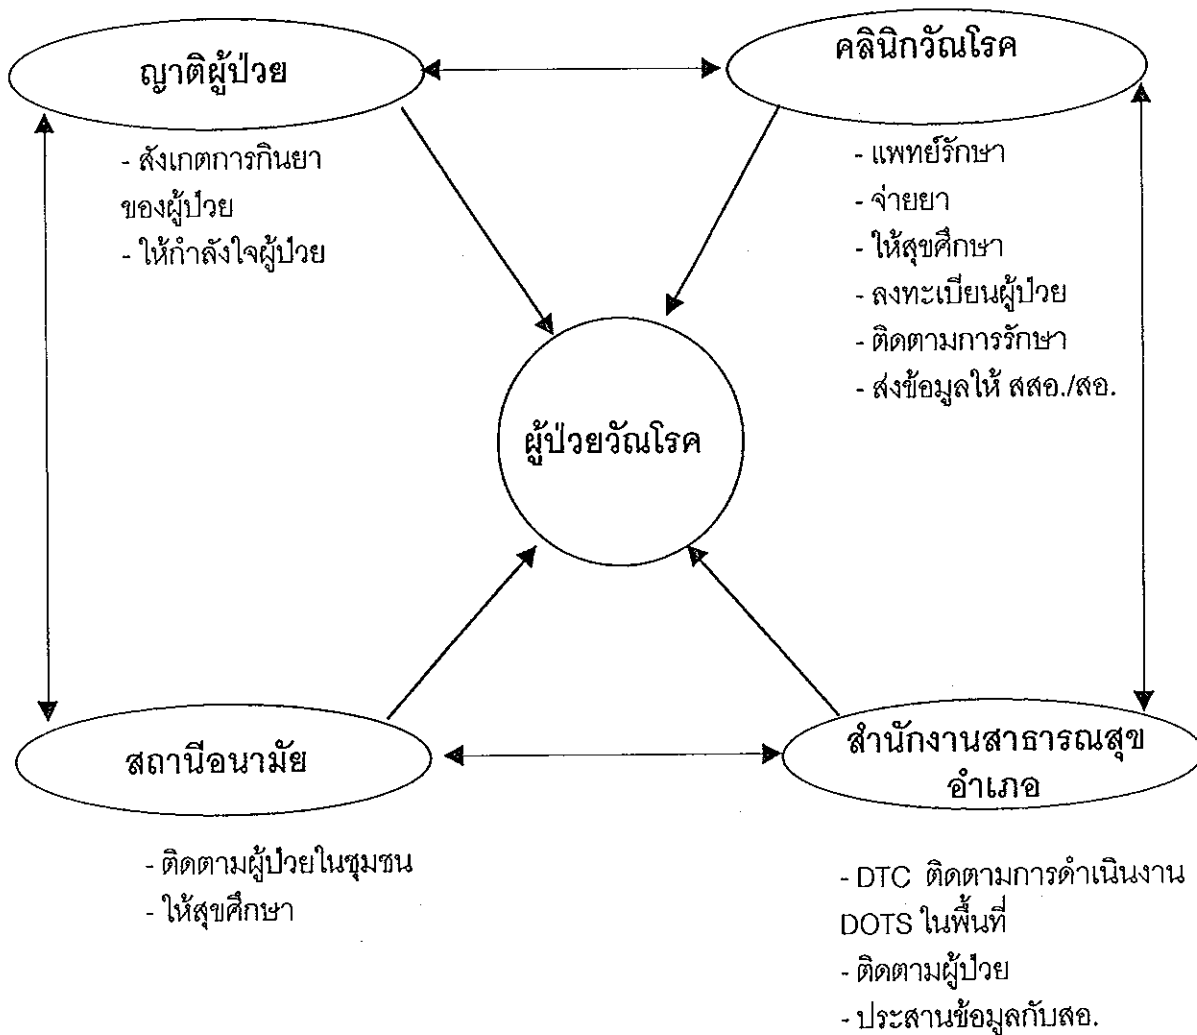 ญาติผู้ป่วย
คลินิกวัณโรค
- สังเกตการกินยา
ของผู้ป่วย
- ให้กำลังใจผู้ป่วย
- แพทย์รักษา
- จ่ายยา
- ให้สุขศึกษา
- ลงทะเบียนผู้ป่วย
- ติดตามการรักษา
- ส่งข้อมูลให้ สสอ./สอ.
ผู้ป่วยวัณโรค
สถานีอนามัย
สำนักงานสาธารณสุข
อำเภอ
- ติดตามผู้ป่วยในชุมชน
- ให้สุขศึกษา
- DTC ติดตามการดำเนินงาน
DOTS ในพื้นที่
- ติดตามผู้ป่วย
- ประสานข้อมูลกับสอ.